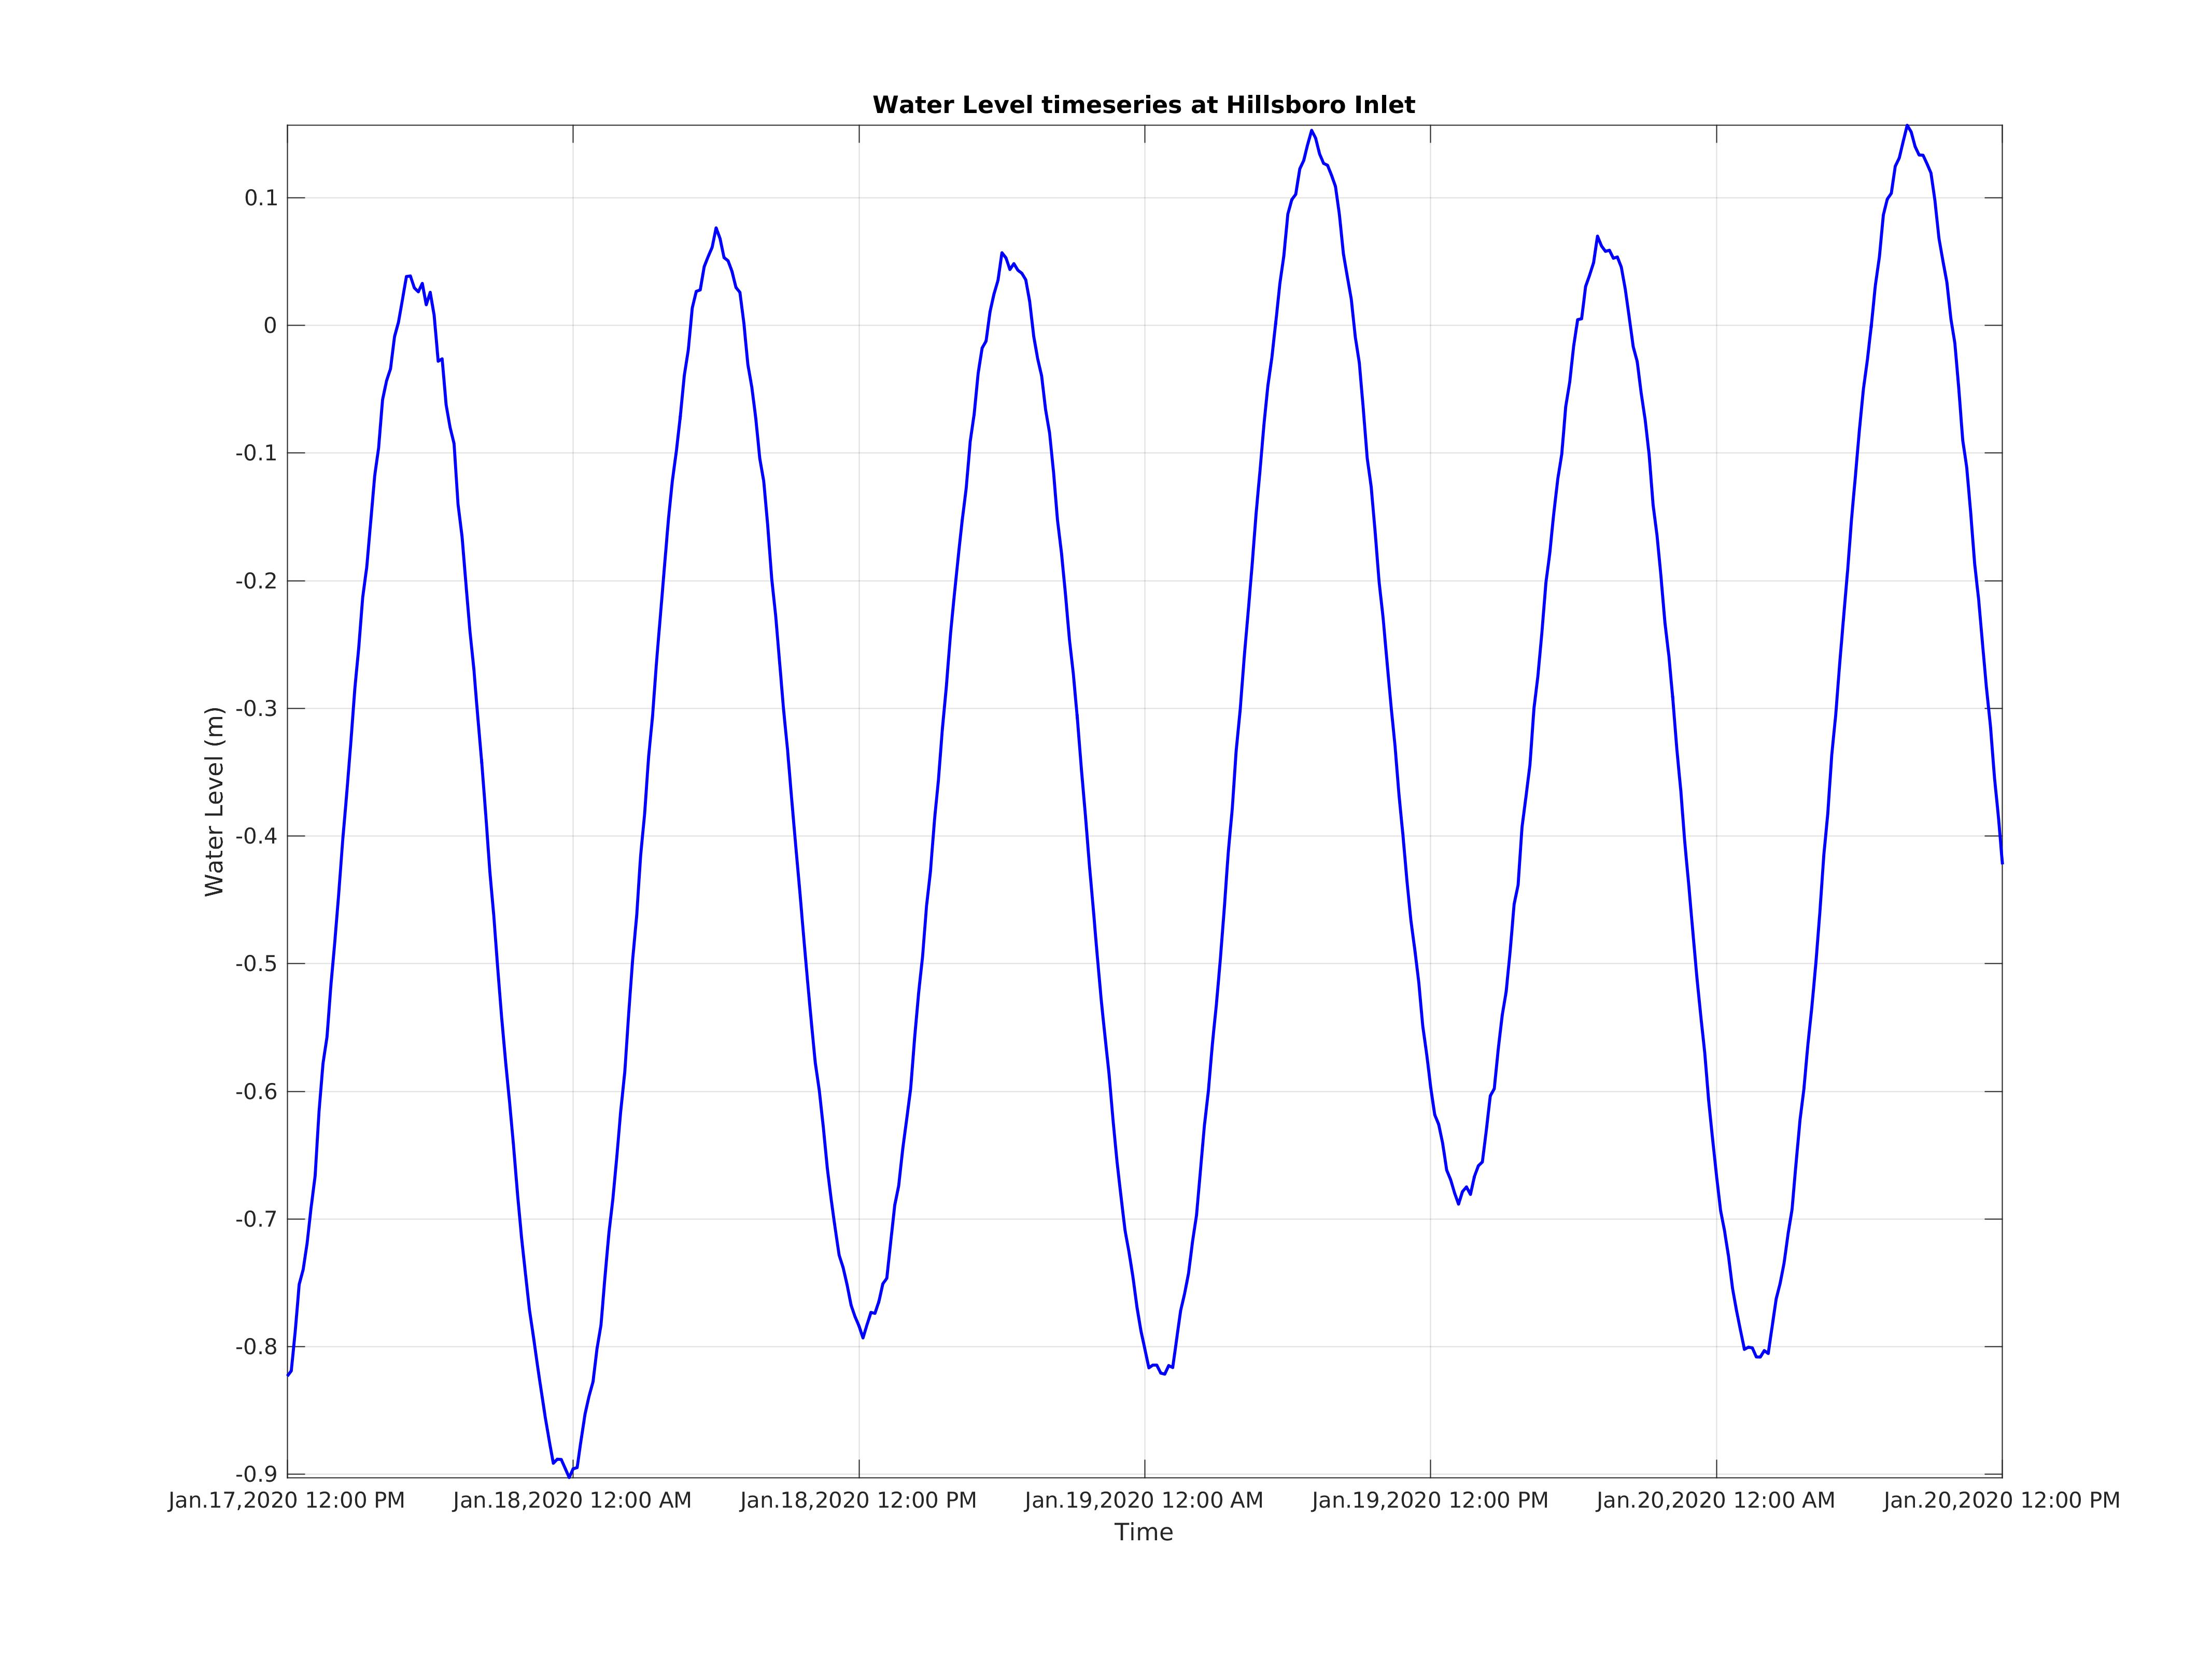 Water Level timeseries at Hillsboro Inlet
0.1
0
-0.1
-0.2
-0.3
-0.4
-0.5
-0.6
-0.7
-0.8
-0.9
Water Level (m)
Jan.17,2020 12:00 PM
Jan.18,2020 12:00 AM
Jan.18,2020 12:00 PM
Jan.19,2020 12:00 AM
Jan.19,2020 12:00 PM
Jan.20,2020 12:00 AM
Jan.20,2020 12:00 PM
Time